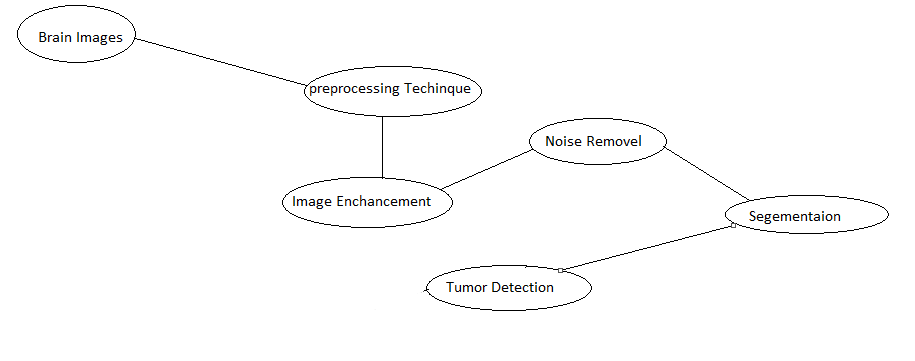 Brain Images
preprocessing Techinque
Noise Removel
Image Enchancement
Segementaion
Tumor Detection